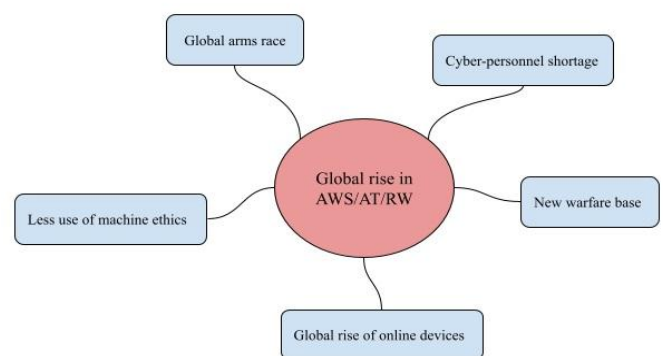 Global arms race
Cyber-personnel shortage
Global rise in
AWS/AT/RW
Less use of machine ethics
New warfare base
Global rise of online devices